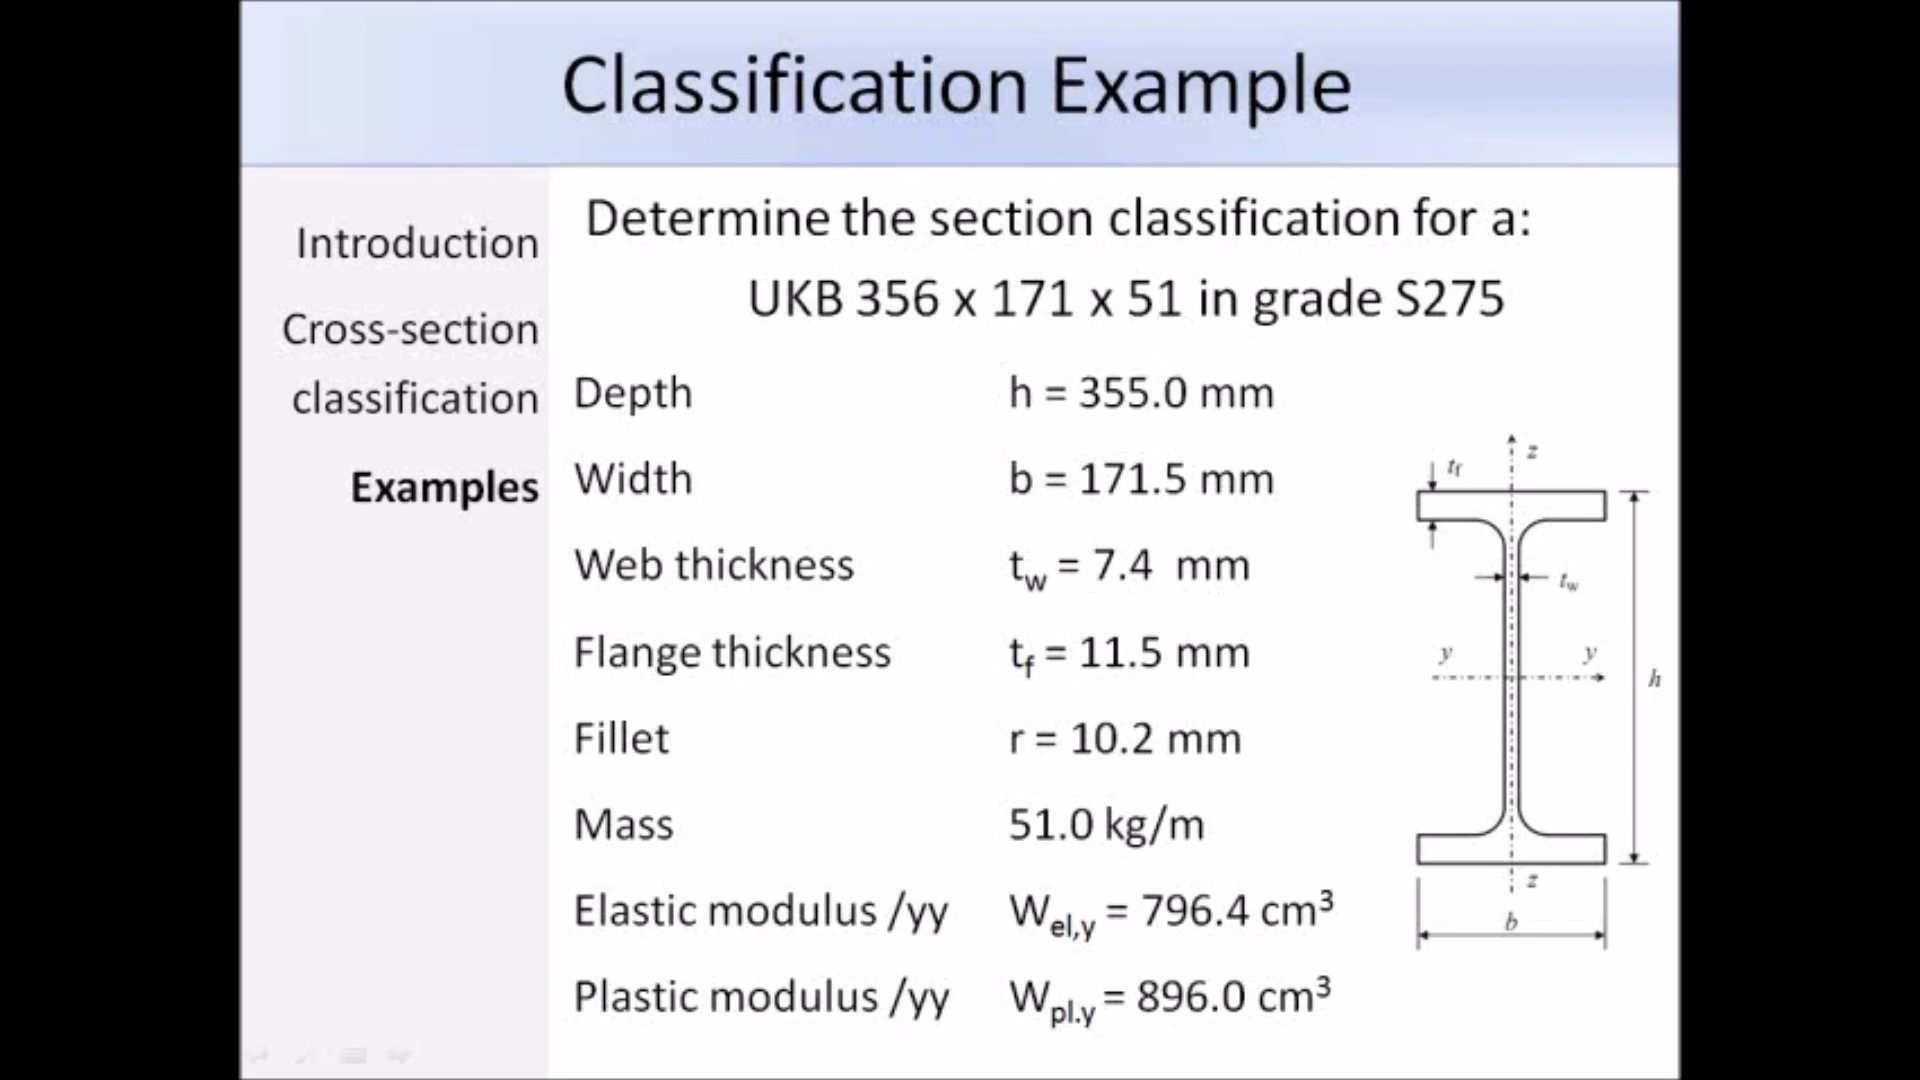 Classification Example
Introduction
Cross-section
classification
Examples
Determine the section classification for a:
UKB 356 x 171 x 51 in grade S275
Depth h = 355.0 mm
Width b = 171.5 mm
Web thickness tw = 7.4 mm
Flange thickness tf = 11.5 mm
Fillet r = 10.2 mm
Mass 51.0 kg/m
Elastic modulus /yy Wel,y = 796.4 cm³
Plastic modulus /yy Wpl.y = 896.0 cm³
z
tf
tw
y y
h
z
b